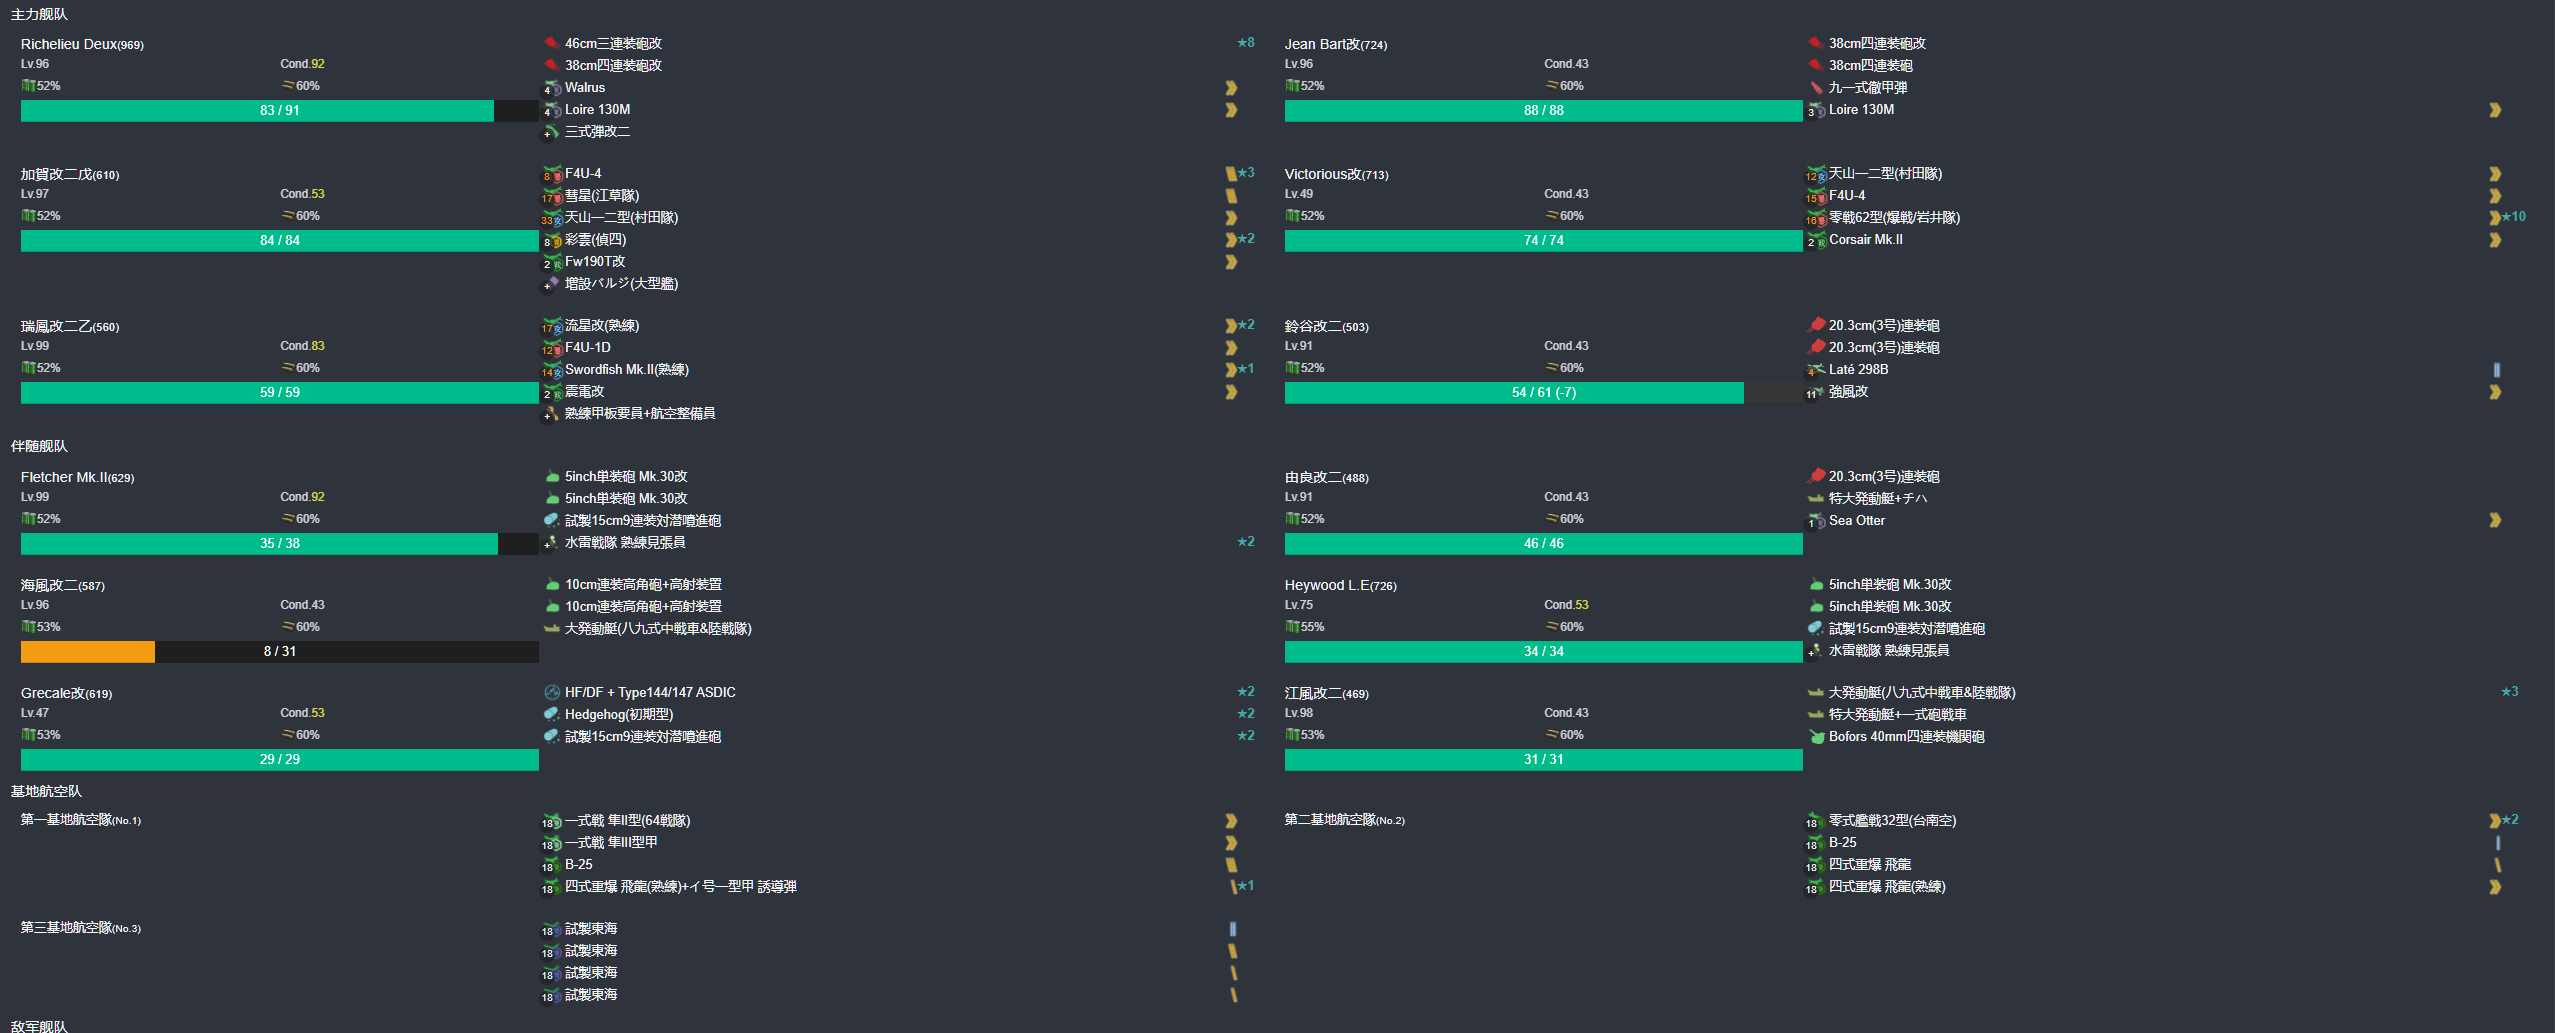 主力舰队
Richelieu Deux(969)
Lv.96 Cond.92
52% 60%
83 / 91
46cm三連装砲改 ★8
38cm四連装砲改
4 Walrus
4 Loire 130M
+ 三式弾改二
Jean Bart改(724)
Lv.96 Cond.43
52% 60%
88 / 88
38cm四連装砲改
38cm四連装砲
九一式徹甲弾
3 Loire 130M
加賀改二戊(610)
Lv.97 Cond.53
52% 60%
84 / 84
8 F4U-4 ★3
17 彗星(江草隊)
33 天山一二型(村田隊)
8 彩雲(偵四) ★2
2 Fw190T改
+ 増設バルジ(大型艦)
Victorious改(713)
Lv.49 Cond.43
52% 60%
74 / 74
12 天山一二型(村田隊)
15 F4U-4
16 零戦62型(爆戦/岩井隊) ★10
2 Corsair Mk.II
瑞鳳改二乙(560)
Lv.99 Cond.83
52% 60%
59 / 59
17 流星改(熟練) ★2
12 F4U-1D
14 Swordfish Mk.II(熟練) ★1
2 震電改
+ 熟練甲板要員+航空整備員
鈴谷改二(503)
Lv.91 Cond.43
52% 60%
54 / 61 (-7)
20.3cm(3号)連装砲
20.3cm(3号)連装砲
4 Laté 298B
11 強風改
伴随舰队
Fletcher Mk.II(629)
Lv.99 Cond.92
52% 60%
35 / 38
5inch単装砲 Mk.30改
5inch単装砲 Mk.30改
試製15cm9連装対潜噴進砲
+ 水雷戦隊 熟練見張員 ★2
由良改二(488)
Lv.91 Cond.43
52% 60%
46 / 46
20.3cm(3号)連装砲
特大発動艇+チハ
1 Sea Otter
海風改二(587)
Lv.96 Cond.43
53% 60%
8 / 31
10cm連装高角砲+高射装置
10cm連装高角砲+高射装置
大発動艇(八九式中戦車&陸戦隊)
Heywood L.E(726)
Lv.75 Cond.53
55% 60%
34 / 34
5inch単装砲 Mk.30改
5inch単装砲 Mk.30改
試製15cm9連装対潜噴進砲
+ 水雷戦隊 熟練見張員
Grecale改(619)
Lv.47 Cond.53
53% 60%
29 / 29
HF/DF + Type144/147 ASDIC ★2
Hedgehog(初期型) ★2
試製15cm9連装対潜噴進砲 ★2
江風改二(469)
Lv.98 Cond.43
53% 60%
31 / 31
大発動艇(八九式中戦車&陸戦隊) ★3
特大発動艇+一式砲戦車
Bofors 40mm四連装機関砲
基地航空队
第一基地航空隊(No.1)
18 一式戦 隼II型(64戦隊)
18 一式戦 隼III型甲
18 B-25
18 四式重爆 飛龍(熟練)+イ号一型甲 誘導弾 ★1
第二基地航空隊(No.2)
18 零式艦戦32型(台南空) ★2
18 B-25
18 四式重爆 飛龍
18 四式重爆 飛龍(熟練)
第三基地航空隊(No.3)
18 試製東海
18 試製東海
18 試製東海
18 試製東海
敌军舰队